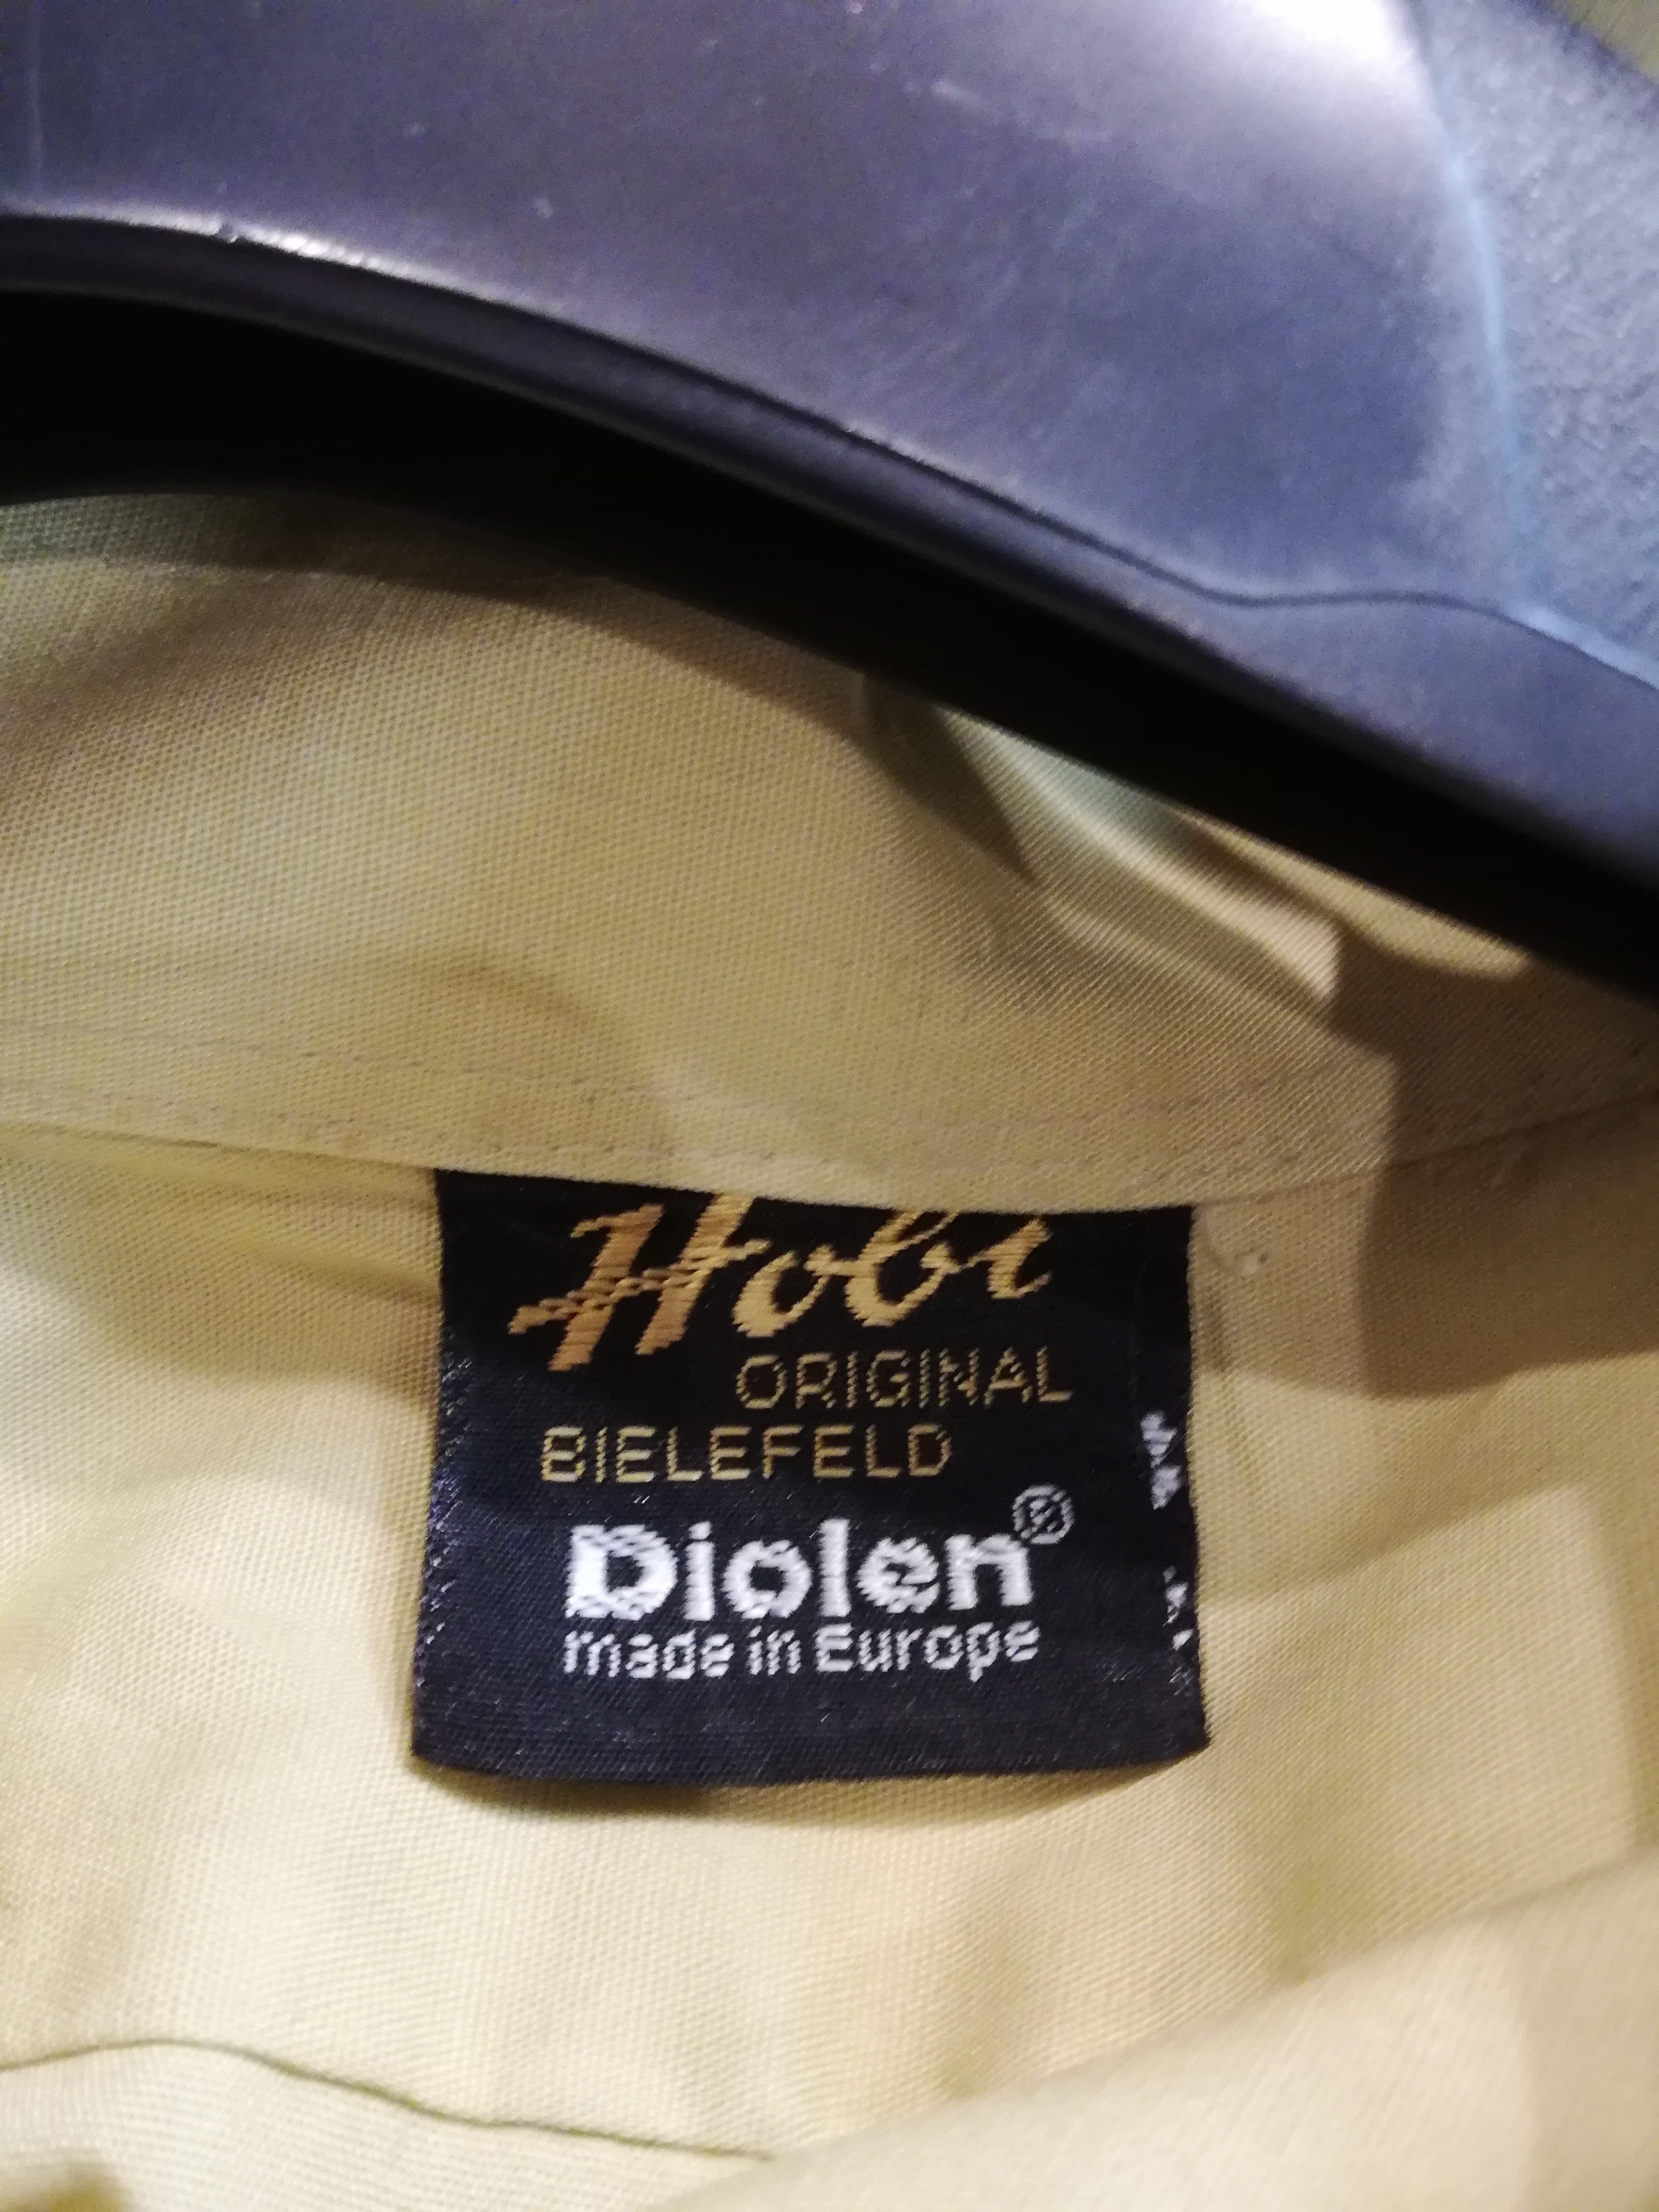 Hobi
ORIGINAL
BIELEFELD
Diolen®
made in Europe